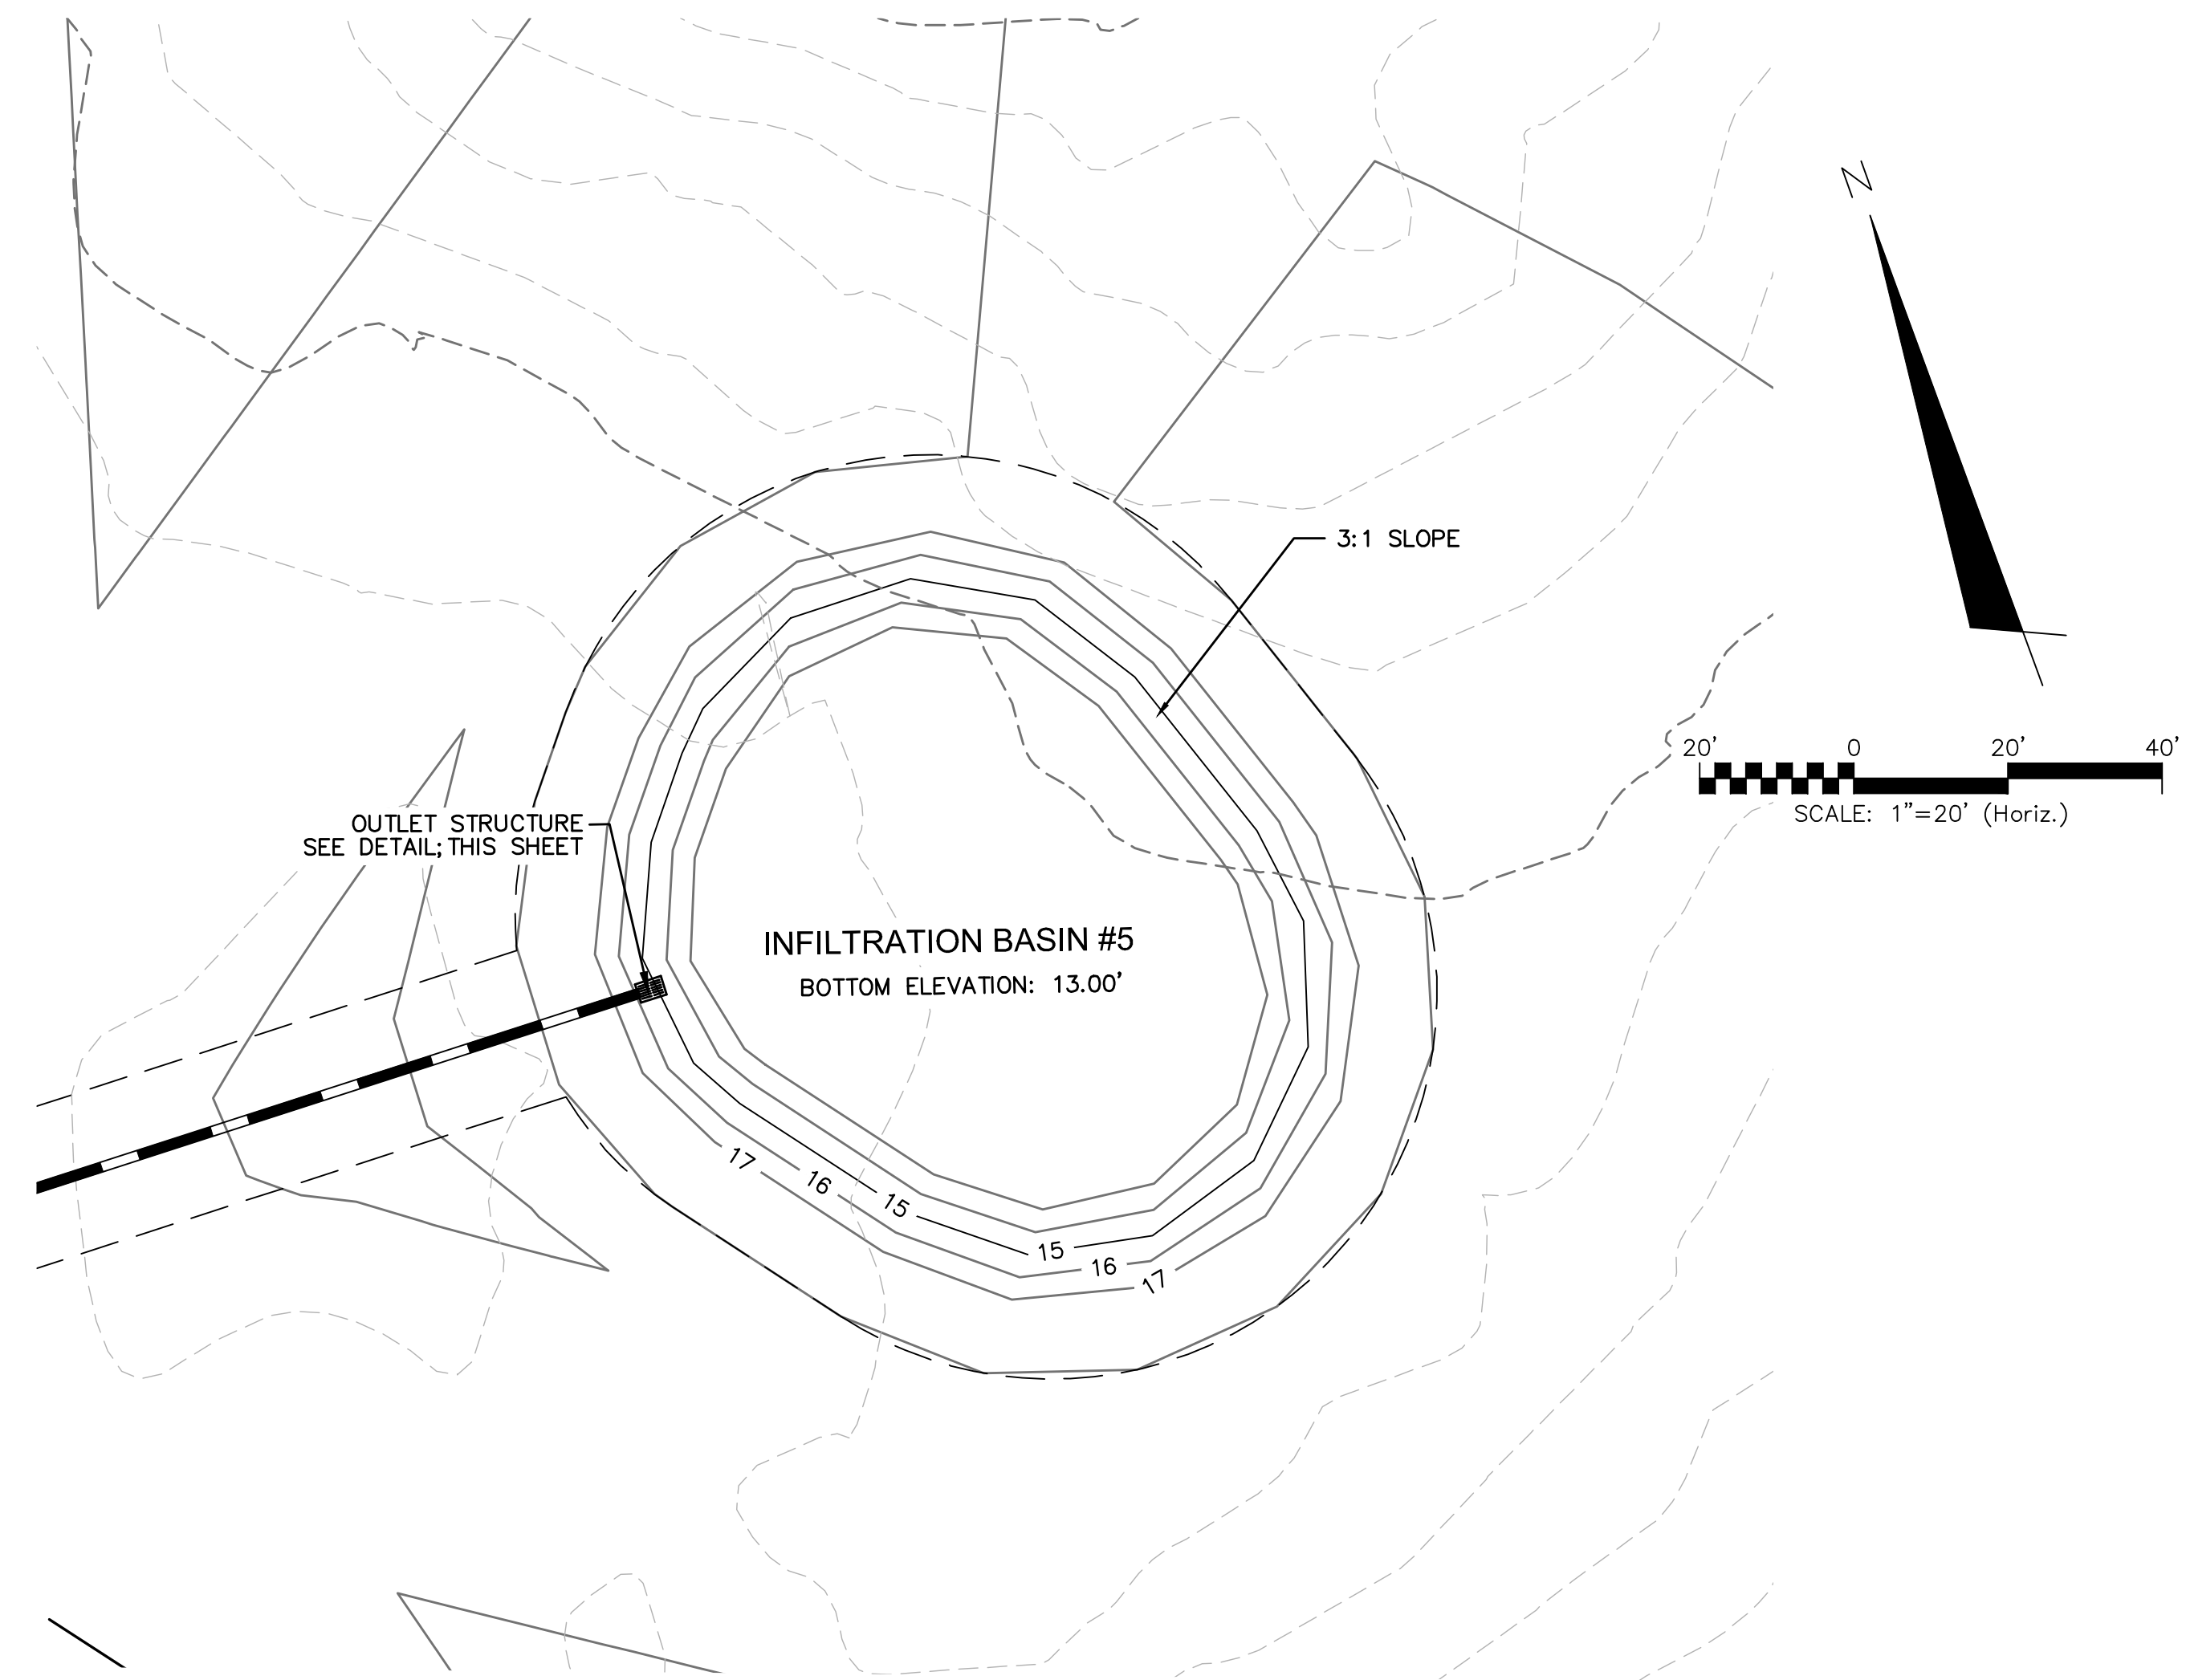 N
3:1 SLOPE
20' 0 20' 40'
SCALE: 1"=20' (Horiz.)
OUTLET STRUCTURE
SEE DETAIL; THIS SHEET
INFILTRATION BASIN #5
BOTTOM ELEVATION: 13.00'
17
16
15
15
16
17